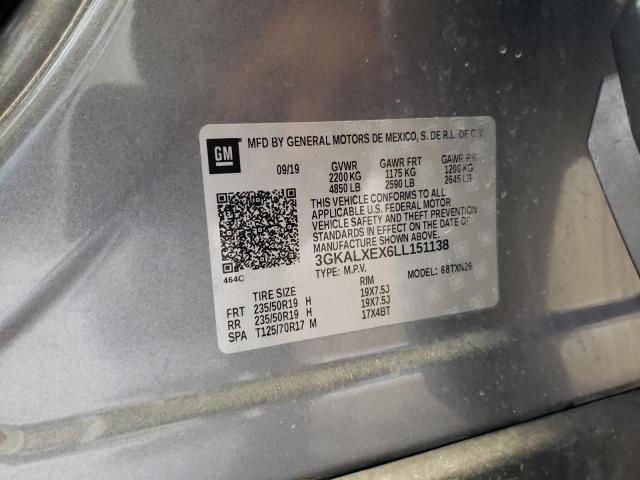 GM
MFD BY GENERAL MOTORS DE MEXICO, S. DE R.L. DE C.V.
09/19 GVWR GAWR FRT GAWR RR
2200 KG 1175 KG 1200 KG
4850 LB 2590 LB 2645 LB
THIS VEHICLE CONFORMS TO ALL
APPLICABLE U.S. FEDERAL MOTOR
VEHICLE SAFETY AND THEFT PREVENTION
STANDARDS IN EFFECT ON THE DATE OF
MANUFACTURE SHOWN ABOVE.
3GKALXEX6LL151138
464C TYPE: M.P.V. MODEL: 68TXN26
TIRE SIZE RIM
FRT 235/50R19 H 19X7.5J
RR 235/50R19 H 19X7.5J
SPA T125/70R17 M 17X4BT